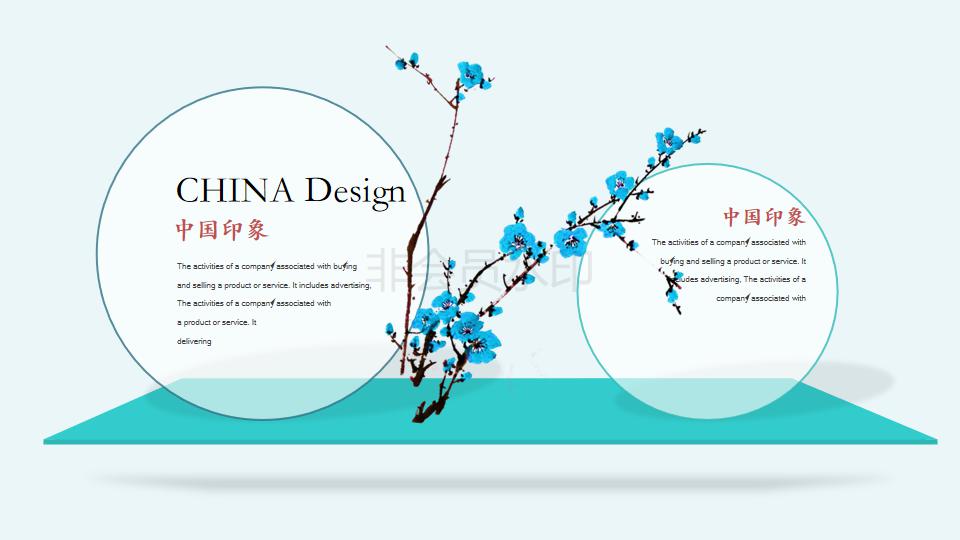 CHINA Design
中国印象
The activities of a company associated with buying
and selling a product or service. It includes advertising,
The activities of a company associated with
a product or service. It
delivering
非会员水印
中国印象
The activities of a company associated with
buying and selling a product or service. It
advertising, The activities of a
company associated with